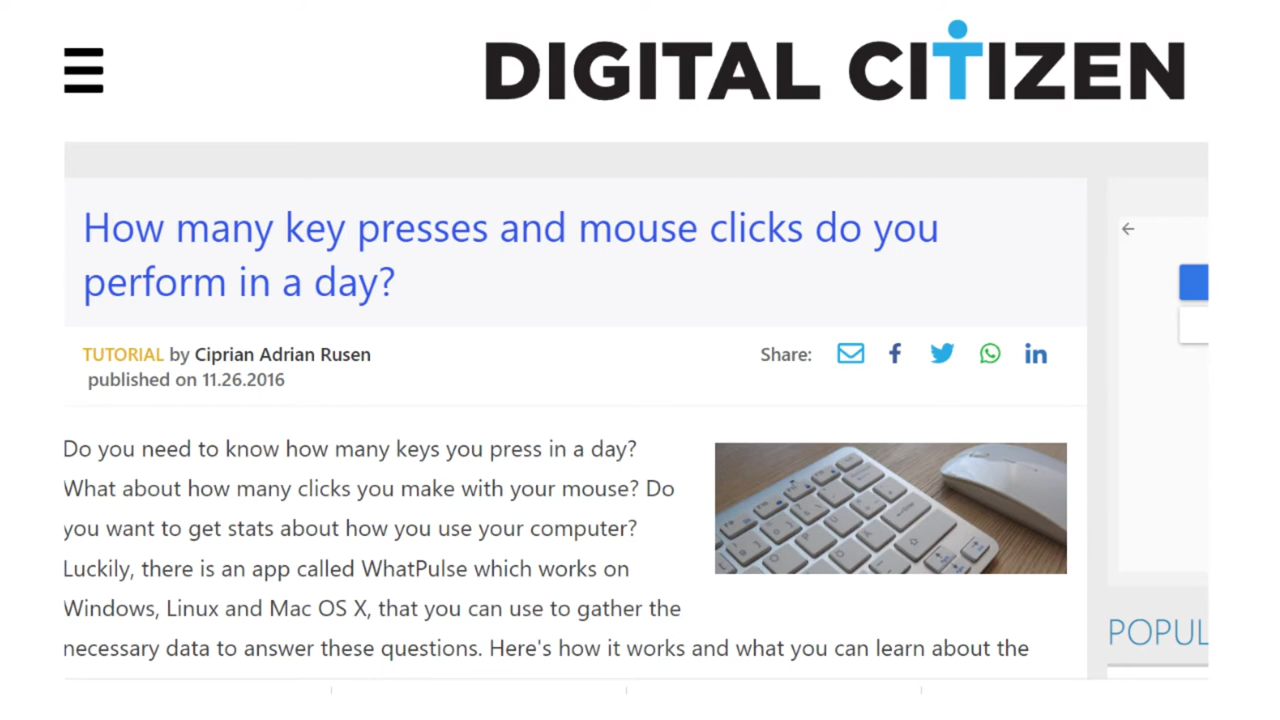 DIGITAL CITIZEN
How many key presses and mouse clicks do you
perform in a day?
TUTORIAL by Ciprian Adrian Rusen
published on 11.26.2016
Share:
Do you need to know how many keys you press in a day?
What about how many clicks you make with your mouse? Do
you want to get stats about how you use your computer?
Luckily, there is an app called WhatPulse which works on
Windows, Linux and Mac OS X, that you can use to gather the
necessary data to answer these questions. Here's how it works and what you can learn about the
POPUL